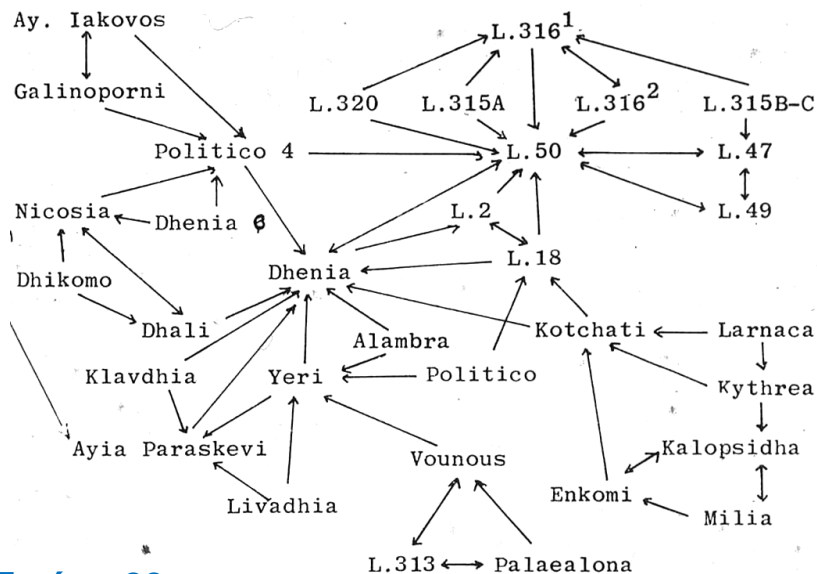 Ay. Iakovos
L.316¹
Galinoporni
L.320 L.315A L.316² L.315B-C
Politico 4 L.50 L.47
Nicosia Dhenia 6 L.2 L.49
Dhikomo Dhenia L.18
Dhali Alambra Kotchati Larnaca
Klavdhia Yeri Politico Kythrea
Ayia Paraskevi Vounous Kalopsidha
Livadhia Enkomi Milia
L.313 Palaealona